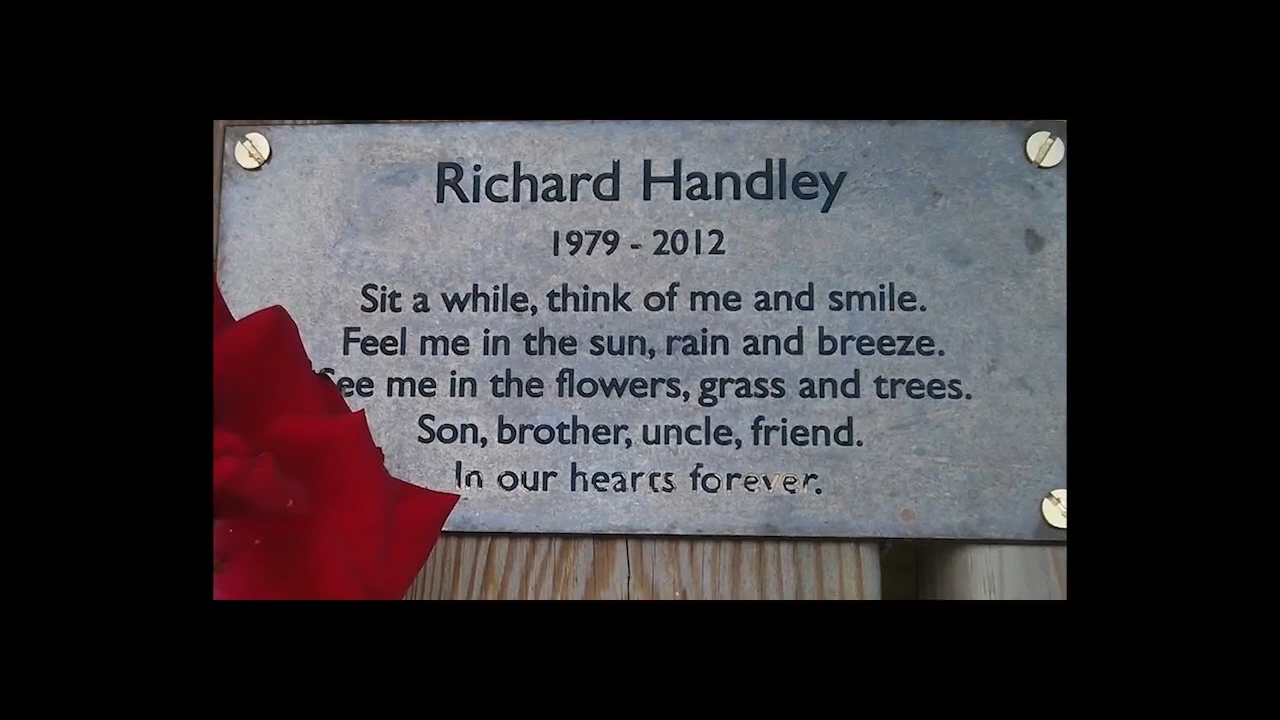 Richard Handley
1979 - 2012
Sit a while, think of me and smile.
Feel me in the sun, rain and breeze.
See me in the flowers, grass and trees.
Son, brother, uncle, friend.
In our hearts forever.